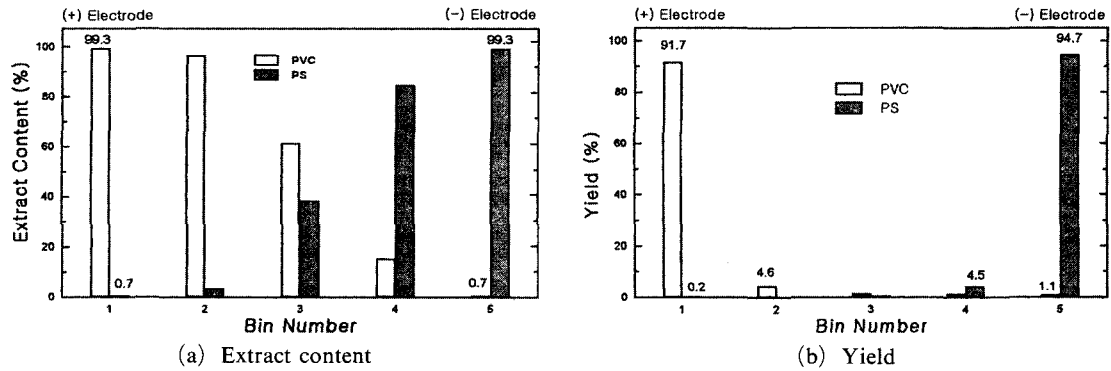 (+) Electrode
(−) Electrode
99.3
99.3
PVC
PS
0.7
0.7
100
80
60
40
20
0
Extract Content (%)
1 2 3 4 5
Bin Number
(a) Extract content
(+) Electrode
(−) Electrode
91.7
94.7
PVC
PS
0.2
4.6
4.5
1.1
100
80
60
40
20
0
Yield (%)
1 2 3 4 5
Bin Number
(b) Yield